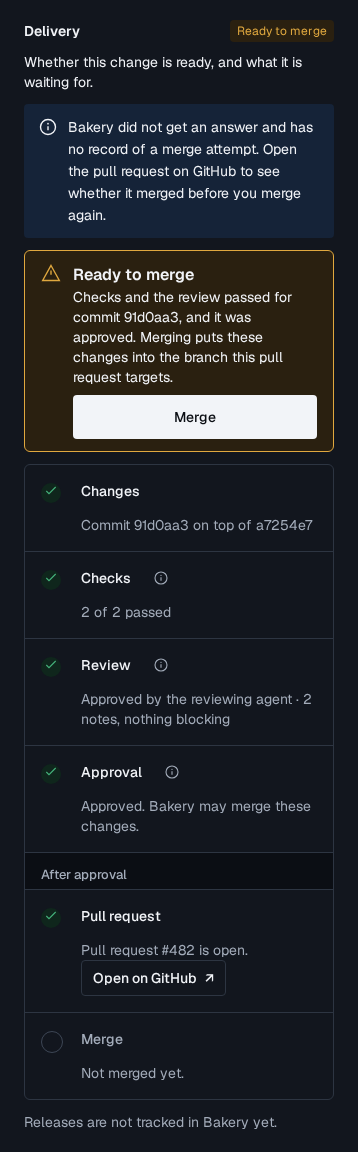 Delivery
Ready to merge
Whether this change is ready, and what it is
waiting for.
Bakery did not get an answer and has
no record of a merge attempt. Open
the pull request on GitHub to see
whether it merged before you merge
again.
Ready to merge
Checks and the review passed for
commit 91d0aa3, and it was
approved. Merging puts these
changes into the branch this pull
request targets.
Merge
Changes
Commit 91d0aa3 on top of a7254e7
Checks
2 of 2 passed
Review
Approved by the reviewing agent · 2
notes, nothing blocking
Approval
Approved. Bakery may merge these
changes.
After approval
Pull request
Pull request #482 is open.
Open on GitHub
Merge
Not merged yet.
Releases are not tracked in Bakery yet.